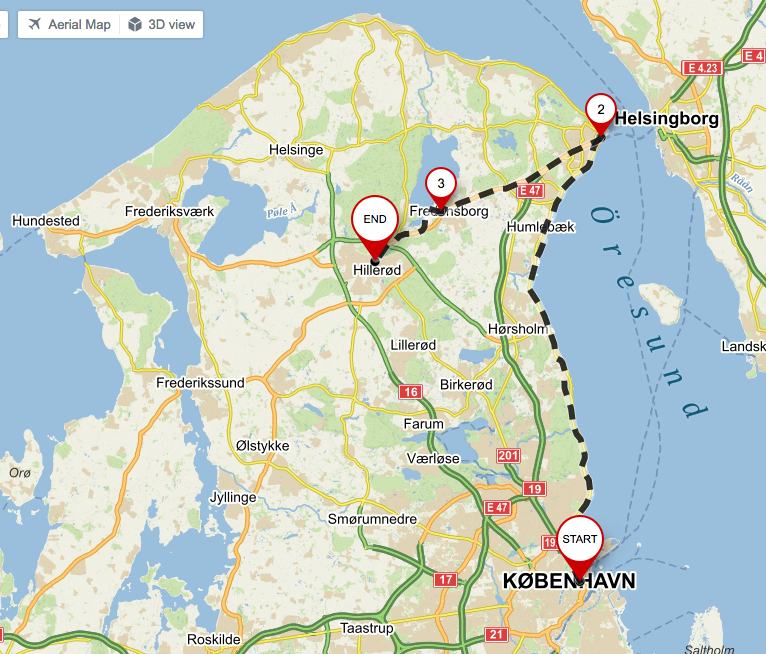 Aerial Map
3D view
E 4.23
E 4
2
Helsingborg
Helsinge
3
E 47
Rådn
END
Fredensborg
Hundested
Frederiksværk
Pøle Å
Humlebæk
Öresund
Hillerød
Hørsholm
Landsk
Lillerød
Frederikssund
Birkerød
16
Farum
Ølstykke
201
Værløse
Orø
19
Jyllinge
E 47
Smørumnedre
START
19
KØBENHAVN
17
Taastrup
21
Roskilde
Saltholm